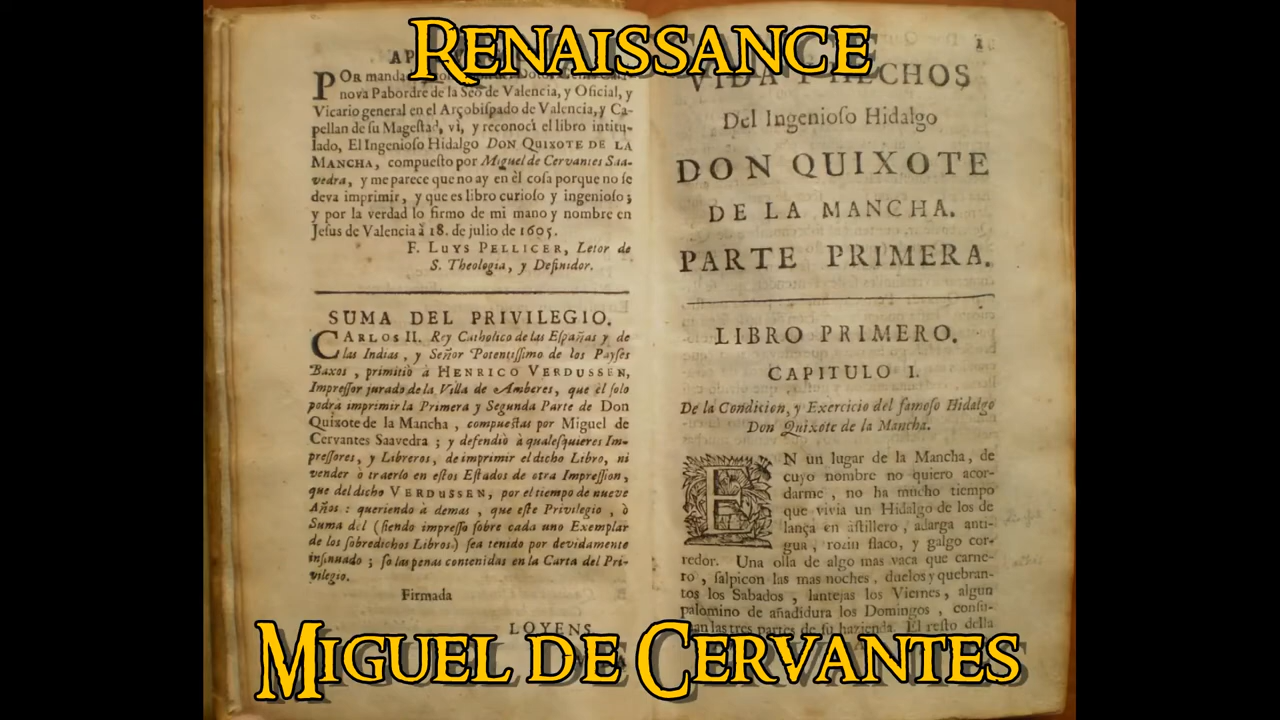 RENAISSANCE
POR manda
nova Pabordre de la Seo de Valencia, y Oficial, y
Vicario general en el Arçobiſpado de Valencia, y Ca-
pellan de ſu Mageſtad, vi, y reconocì el libro intitu-
lado, El Ingenioſo Hidalgo DON QUIXOTE DE LA
MANCHA, compueſto por Miguel de Cervantes Saa-
vedra, y me parece que no ay en èl coſa porque no ſe
deva imprimir, y que es libro curioſo y ingenioſo;
y por la verdad lo firmo de mi mano y nombre en
Jeſus de Valencia à 18. de julio de 1605.
F. LUYS PELLICER, Letor de
S. Theologia, y Definidor.
SUMA DEL PRIVILEGIO.
CARLOS II. Rey Catholico de las Eſpañas y de
las Indias, y Señor Potentiſſimo de los Payſes
Baxos, primitiò à HENRICO VERDUSSEN,
Impreſſor jurado de la Villa de Amberes, que èl ſolo
podrà imprimir la Primera y Segunda Parte de Don
Quixote de la Mancha, compueſtas por Miguel de
Cervantes Saavedra; y defendiò à qualeſquieres Im-
preſſores, y Libreros, de imprimir el dicho Libro, ni
vender ò traerlo en eſtos Eſtados de otra Impreſſion,
que del dicho VERDUSSEN, por el tiempo de nueve
Años: queriendo à demas, que eſte Privilegio, ò
Suma del (ſiendo impreſſo ſobre cada uno Exemplar
de los ſobredichos Libros) ſea tenido por devidamente
inſinuado; ſo las penas contenidas en la Carta del Pri-
vilegio.
Firmada
LOYENS
1
VIDA Y HECHOS
Del Ingenioſo Hidalgo
DON QUIXOTE
DE LA MANCHA.
PARTE PRIMERA.
LIBRO PRIMERO.
CAPITULO I.
De la Condicion, y Exercicio del famoſo Hidalgo
Don Quixote de la Mancha.
EN un lugar de la Mancha, de
cuyo nombre no quiero acor-
darme, no ha mucho tiempo
que vivia un Hidalgo de los de
lança en aſtillero, adarga anti-
gua, rozin flaco, y galgo cor-
redor. Una olla de algo mas vaca que carne-
ro, ſalpicon las mas noches, duelos y quebran-
tos los Sabados, lantejas los Viernes, algun
palomino de añadidura los Domingos, conſu-
mian las tres partes de ſu hazienda. El reſto della
MIGUEL DE CERVANTES